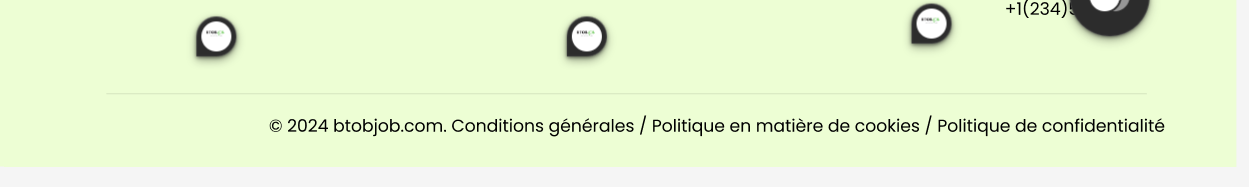 +1(234)5
© 2024 btobjob.com. Conditions générales / Politique en matière de cookies / Politique de confidentialité